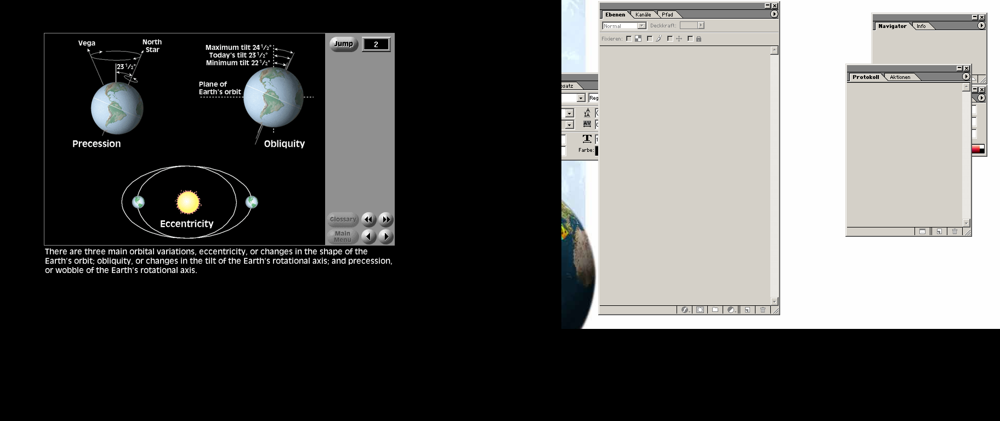 Vega
North
Star
23 1/2°
Precession
Maximum tilt 24 1/2°
Today's tilt 23 1/2°
Minimum tilt 22 1/2°
Plane of
Earth's orbit
Obliquity
Eccentricity
Jump
2
Glossary
Main
Menu
There are three main orbital variations, eccentricity, or changes in the shape of the
Earth's orbit; obliquity, or changes in the tilt of the Earth's rotational axis; and precession,
or wobble of the Earth's rotational axis.
Ebenen Kanäle Pfad
Normal Deckkraft:
Fixieren:
Reg
Farbe:
Navigator Info
Protokoll Aktionen